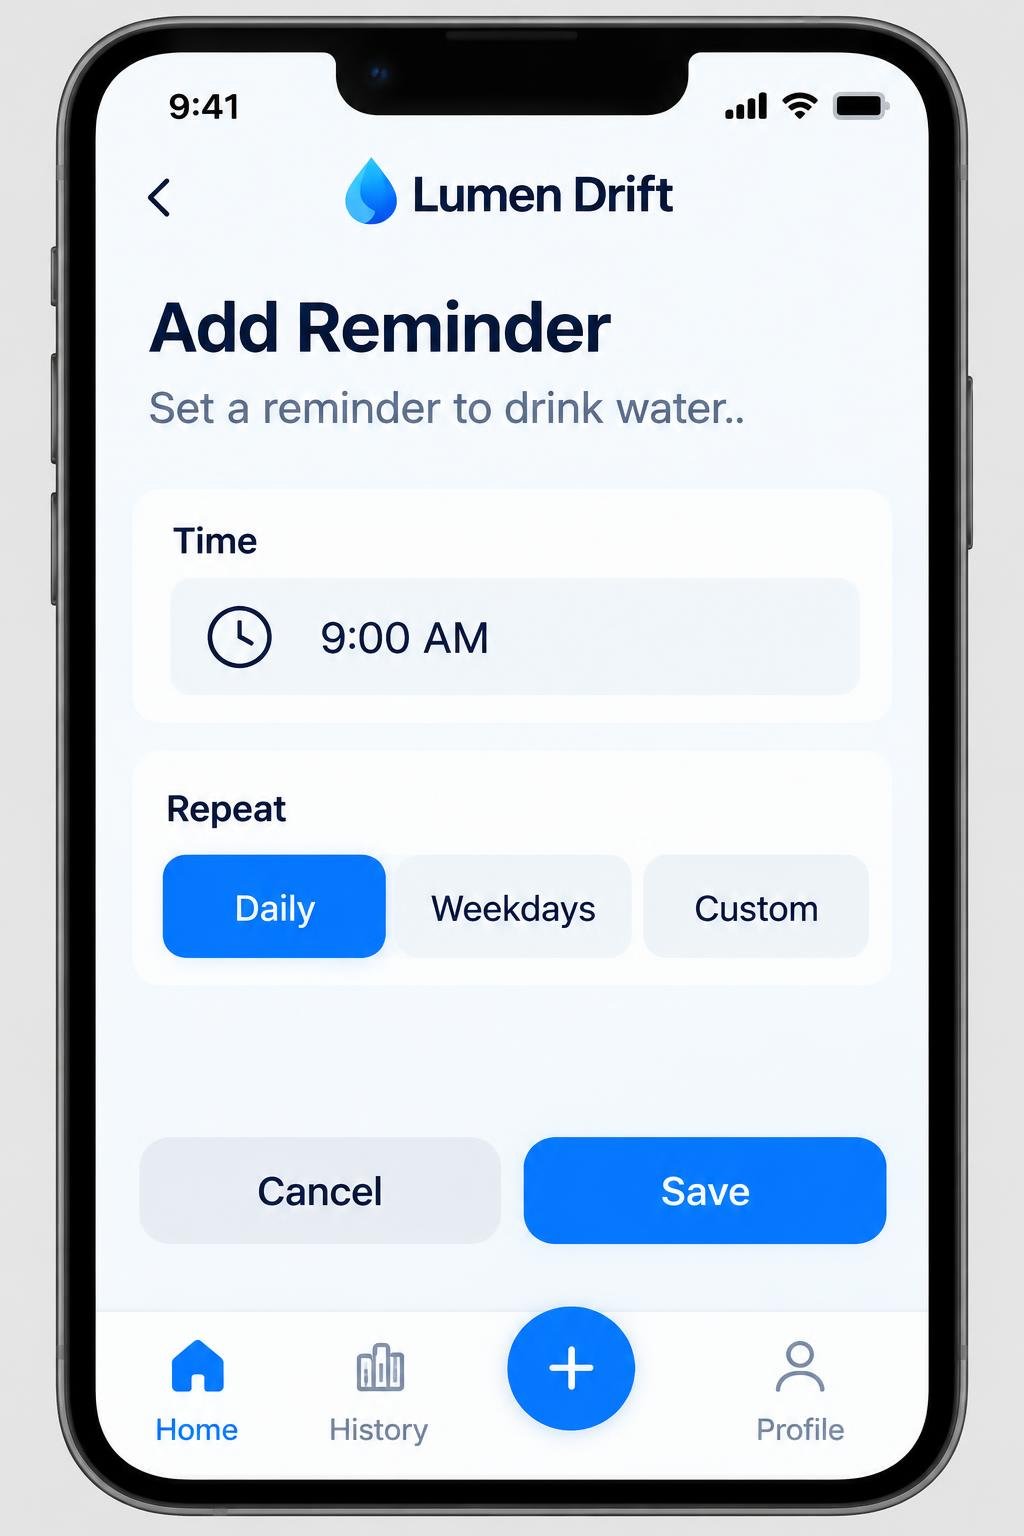 9:41
Lumen Drift
Add Reminder
Set a reminder to drink water..
Time
9:00 AM
Repeat
Daily Weekdays Custom
Cancel Save
Home History Profile